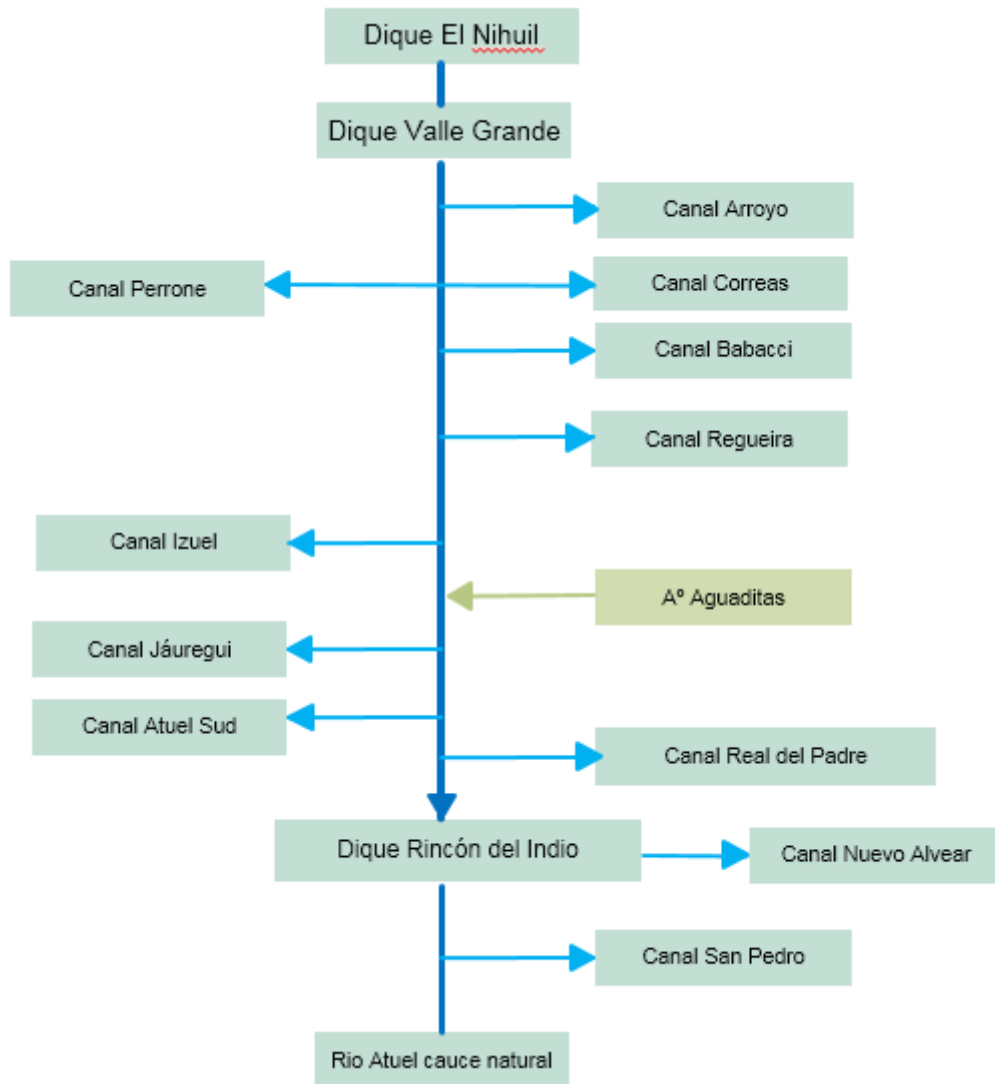 Dique El Nihuil
Dique Valle Grande
Canal Arroyo
Canal Perrone
Canal Correas
Canal Babacci
Canal Regueira
Canal Izuel
Aº Aguaditas
Canal Jáuregui
Canal Atuel Sud
Canal Real del Padre
Dique Rincón del Indio
Canal Nuevo Alvear
Canal San Pedro
Rio Atuel cauce natural